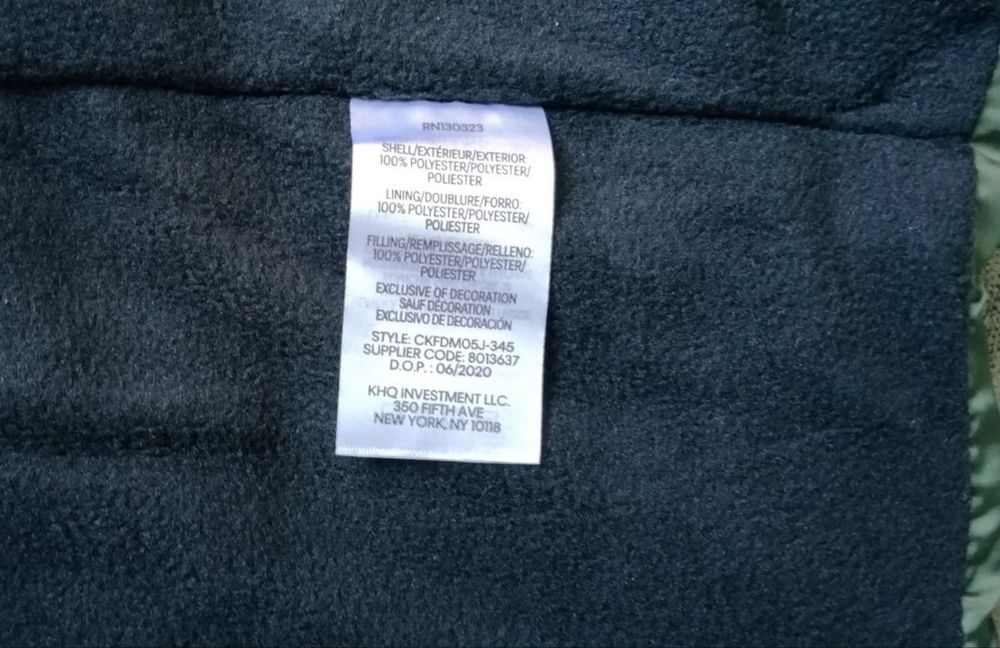 RN130323
SHELL/EXTÉRIEUR/EXTERIOR:
100% POLYESTER/POLYESTER/
POLIESTER
LINING/DOUBLURE/FORRO:
100% POLYESTER/POLYESTER/
POLIESTER
FILLING/REMPLISSAGE/RELLENO:
100% POLYESTER/POLYESTER/
POLIESTER
EXCLUSIVE OF DECORATION
SAUF DÉCORATION
EXCLUSIVO DE DECORACIÓN
STYLE: CKFDM05J-345
SUPPLIER CODE: 8013637
D.O.P. : 06/2020
KHQ INVESTMENT LLC.
350 FIFTH AVE
NEW YORK, NY 10118